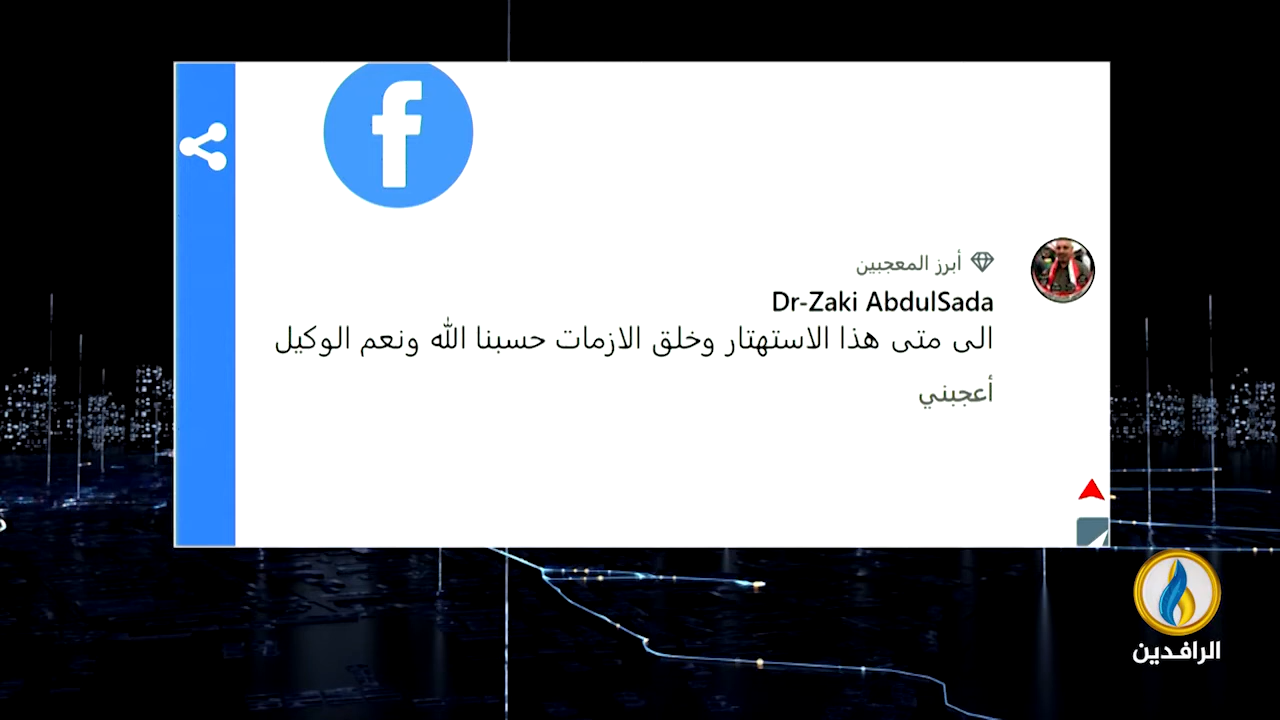 أبرز المعجبين
Dr-Zaki AbdulSada
الى متى هذا الاستهتار وخلق الازمات حسبنا الله ونعم الوكيل
أعجبني
الرافدين